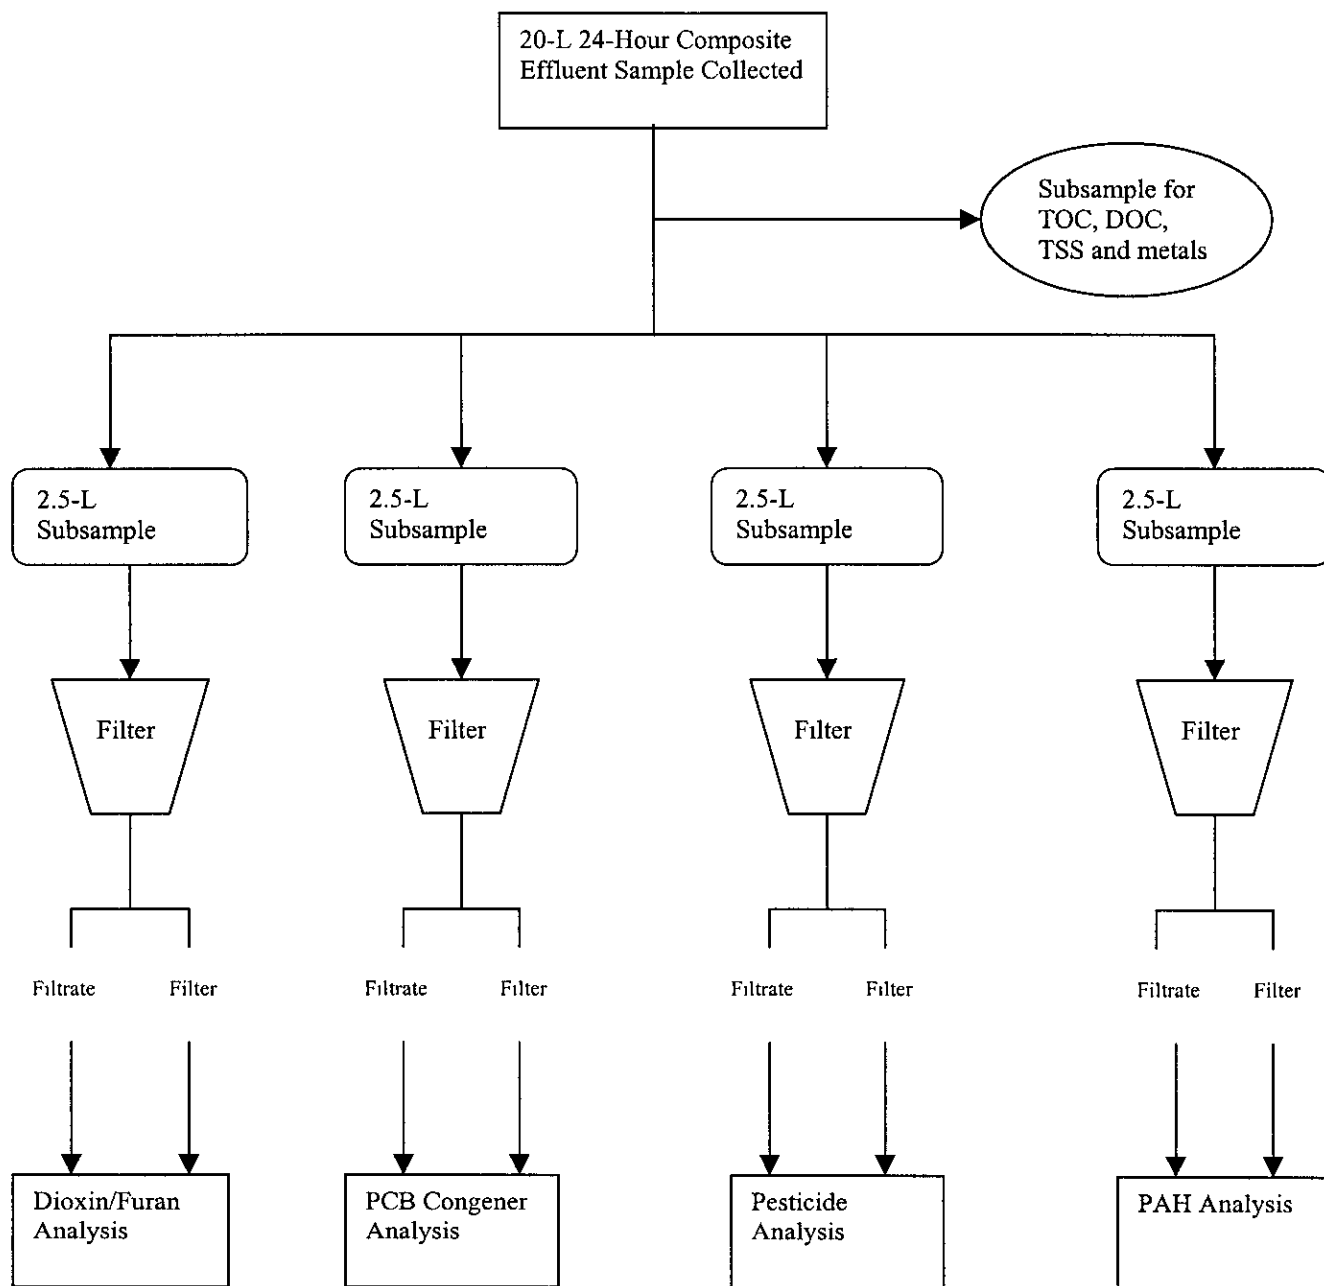 20-L 24-Hour Composite
Effluent Sample Collected
Subsample for
TOC, DOC,
TSS and metals
2.5-L
Subsample
2.5-L
Subsample
2.5-L
Subsample
2.5-L
Subsample
Filter
Filter
Filter
Filter
Filtrate
Filter
Filtrate
Filter
Filtrate
Filter
Filtrate
Filter
Dioxin/Furan
Analysis
PCB Congener
Analysis
Pesticide
Analysis
PAH Analysis